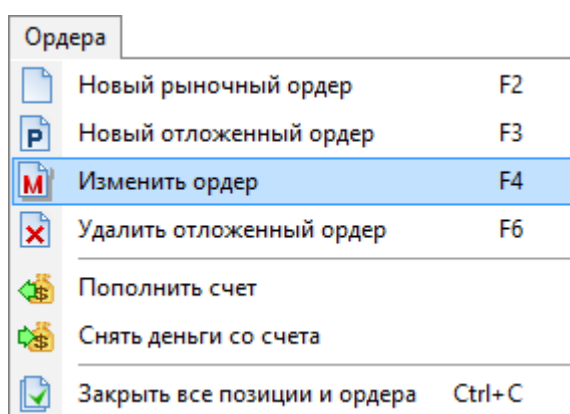 Ордера
Новый рыночный ордер F2
P Новый отложенный ордер F3
M Изменить ордер F4
Удалить отложенный ордер F6
$ Пополнить счет
$ Снять деньги со счета
Закрыть все позиции и ордера Ctrl+C